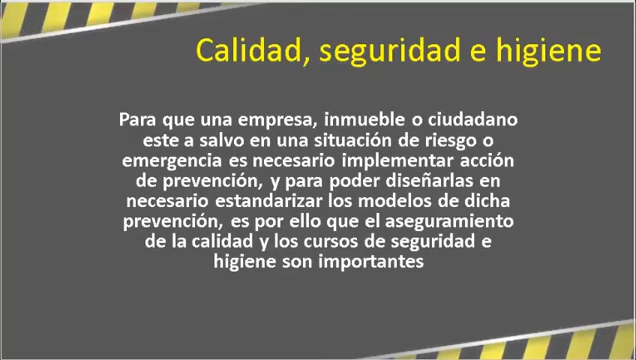 Calidad, seguridad e higiene
Para que una empresa, inmueble o ciudadano
este a salvo en una situación de riesgo o
emergencia es necesario implementar acción
de prevención, y para poder diseñarlas en
necesario estandarizar los modelos de dicha
prevención, es por ello que el aseguramiento
de la calidad y los cursos de seguridad e
higiene son importantes